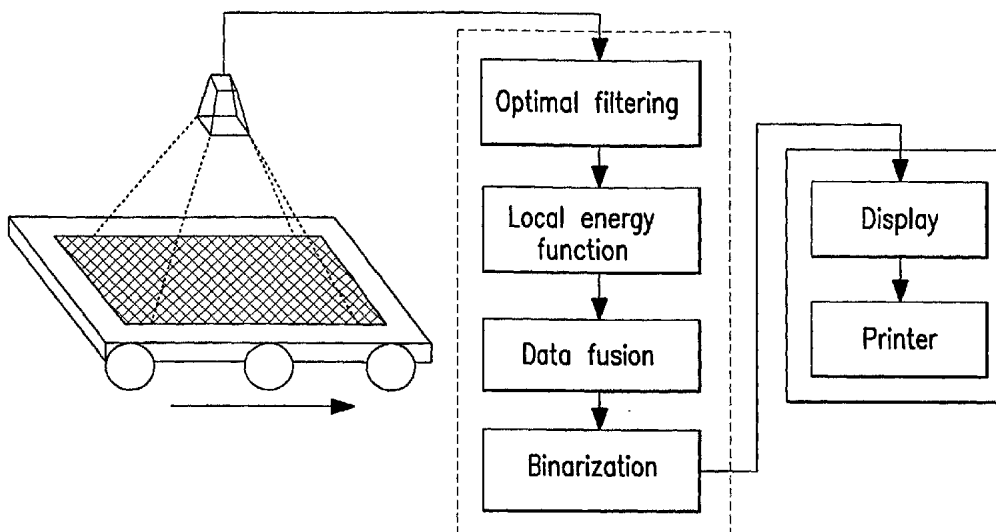 Optimal filtering
Local energy
function
Data fusion
Binarization
Display
Printer